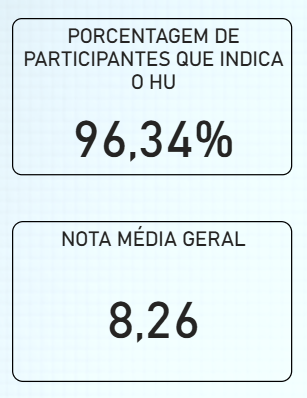 PORCENTAGEM DE
PARTICIPANTES QUE INDICA
O HU
96,34%
NOTA MÉDIA GERAL
8,26